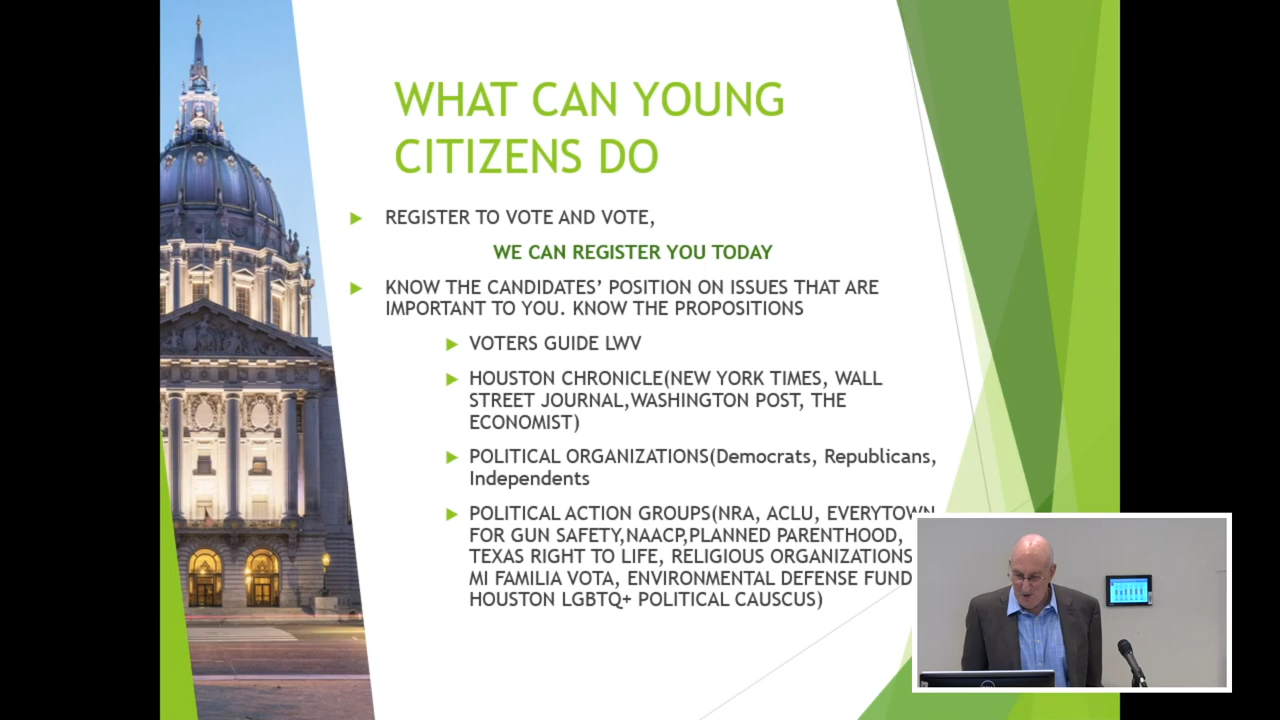 WHAT CAN YOUNG
CITIZENS DO
REGISTER TO VOTE AND VOTE,
WE CAN REGISTER YOU TODAY
KNOW THE CANDIDATES’ POSITION ON ISSUES THAT ARE
IMPORTANT TO YOU. KNOW THE PROPOSITIONS
VOTERS GUIDE LWV
HOUSTON CHRONICLE(NEW YORK TIMES, WALL
STREET JOURNAL,WASHINGTON POST, THE
ECONOMIST)
POLITICAL ORGANIZATIONS(Democrats, Republicans,
Independents
POLITICAL ACTION GROUPS(NRA, ACLU, EVERYTOWN
FOR GUN SAFETY,NAACP,PLANNED PARENTHOOD,
TEXAS RIGHT TO LIFE, RELIGIOUS ORGANIZATIONS
MI FAMILIA VOTA, ENVIRONMENTAL DEFENSE FUND
HOUSTON LGBTQ+ POLITICAL CAUSCUS)